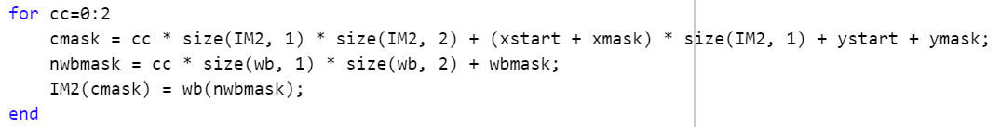 for cc=0:2
    cmask = cc * size(IM2, 1) * size(IM2, 2) + (xstart + xmask) * size(IM2, 1) + ystart + ymask;
    nwbmask = cc * size(wb, 1) * size(wb, 2) + wbmask;
    IM2(cmask) = wb(nwbmask);
end